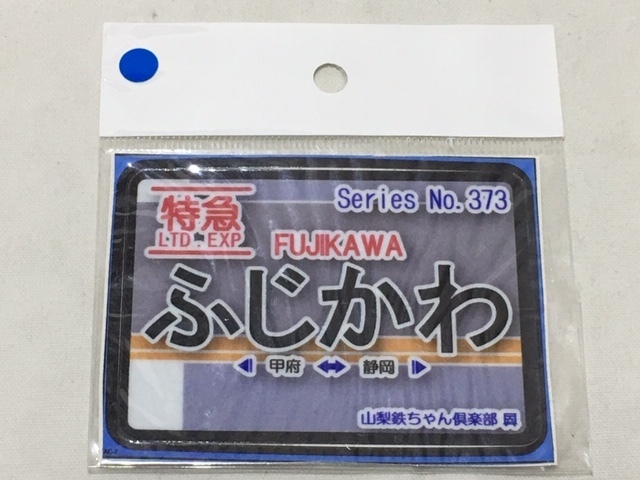 特急
LTD.EXP
Series No.373
FUJIKAWA
ふじかわ
甲府 静岡
山梨鉄ちゃん倶楽部